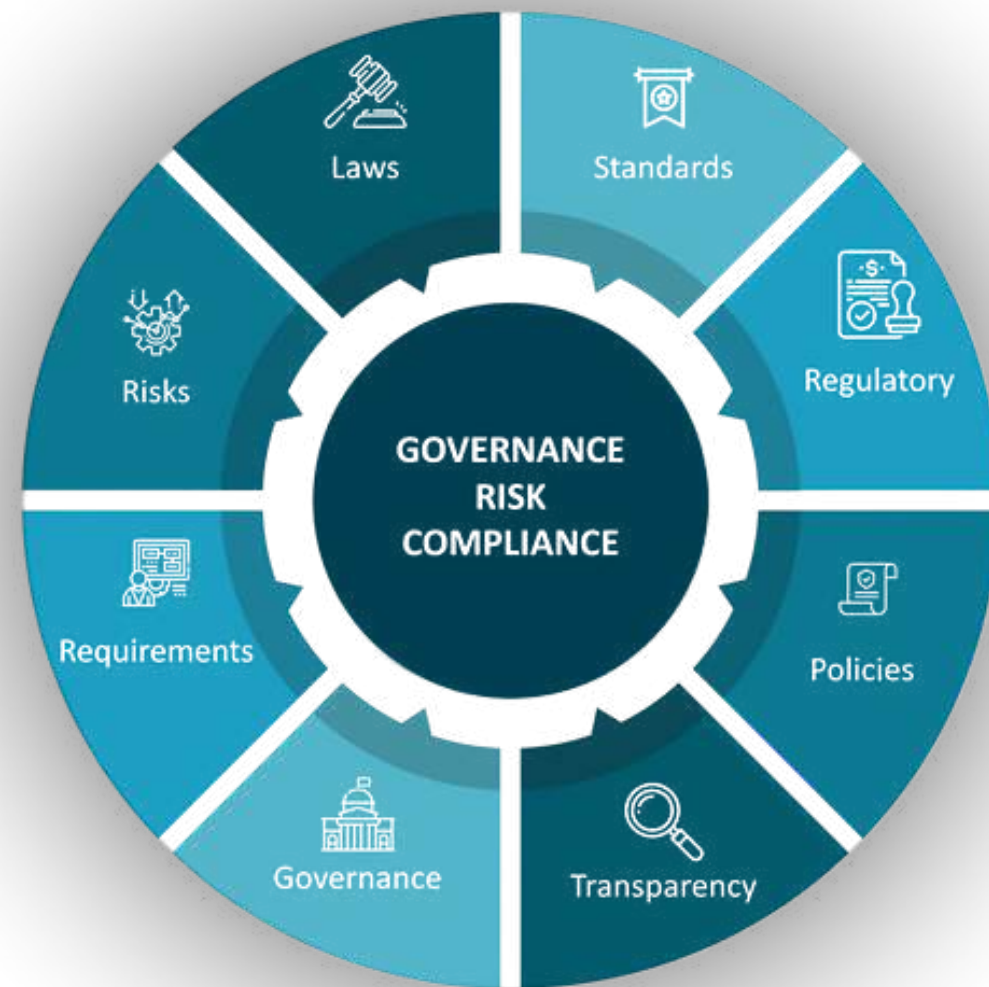 Laws
Standards
Risks
Regulatory
GOVERNANCE
RISK
COMPLIANCE
Requirements
Policies
Governance
Transparency